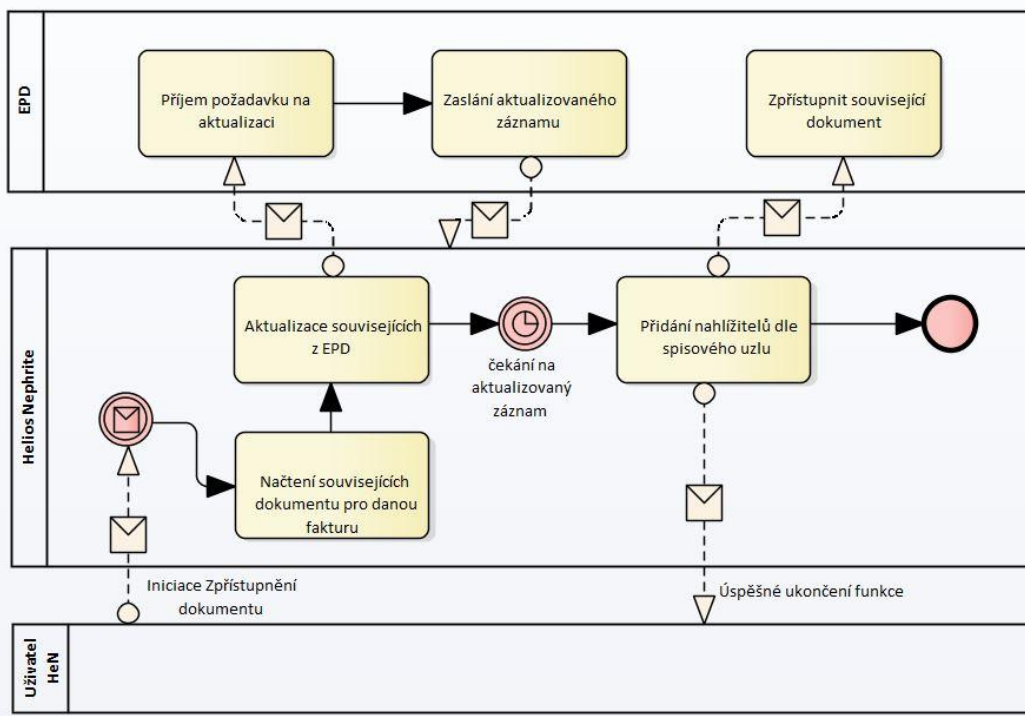 EPD
Příjem požadavku na
aktualizaci
Zaslání aktualizovaného
záznamu
Zpřístupnit související
dokument
Helios Nephrite
Aktualizace souvisejících
z EPD
čekání na
aktualizovaný
záznam
Přidání nahlížitelů dle
spisového uzlu
Načtení souvisejících
dokumentu pro danou
fakturu
Iniciace Zpřístupnění
dokumentu
Úspěšné ukončení funkce
Uživatel
HeN